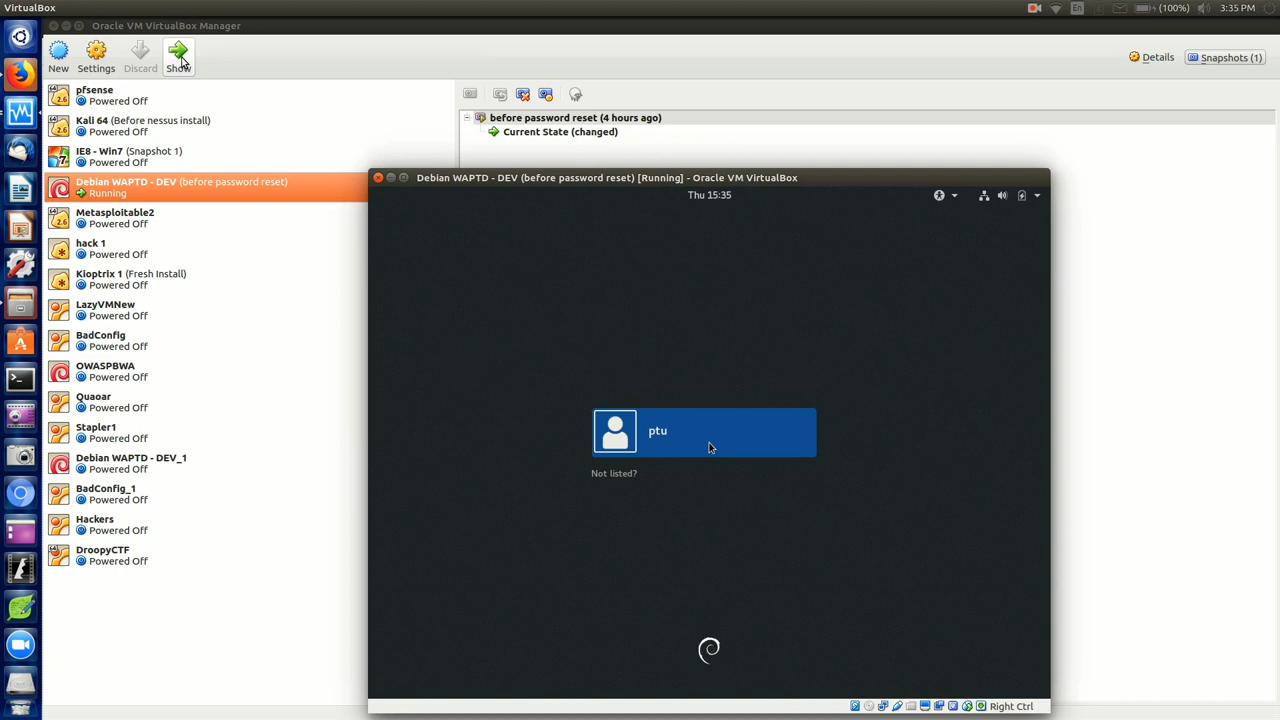 VirtualBox
En
(100%)
3:35 PM
Oracle VM VirtualBox Manager
New
Settings
Discard
Show
Details
Snapshots (1)
pfsense
Powered Off
Kali 64 (Before nessus install)
Powered Off
IE8 - Win7 (Snapshot 1)
Powered Off
Debian WAPTD - DEV (before password reset)
Running
Metasploitable2
Powered Off
hack 1
Powered Off
Kioptrix 1 (Fresh Install)
Powered Off
LazyVMNew
Powered Off
BadConfig
Powered Off
OWASPBWA
Powered Off
Quaoar
Powered Off
Stapler1
Powered Off
Debian WAPTD - DEV_1
Powered Off
BadConfig_1
Powered Off
Hackers
Powered Off
DroopyCTF
Powered Off
before password reset (4 hours ago)
Current State (changed)
Debian WAPTD - DEV (before password reset) [Running] - Oracle VM VirtualBox
Thu 15:35
ptu
Not listed?
Right Ctrl